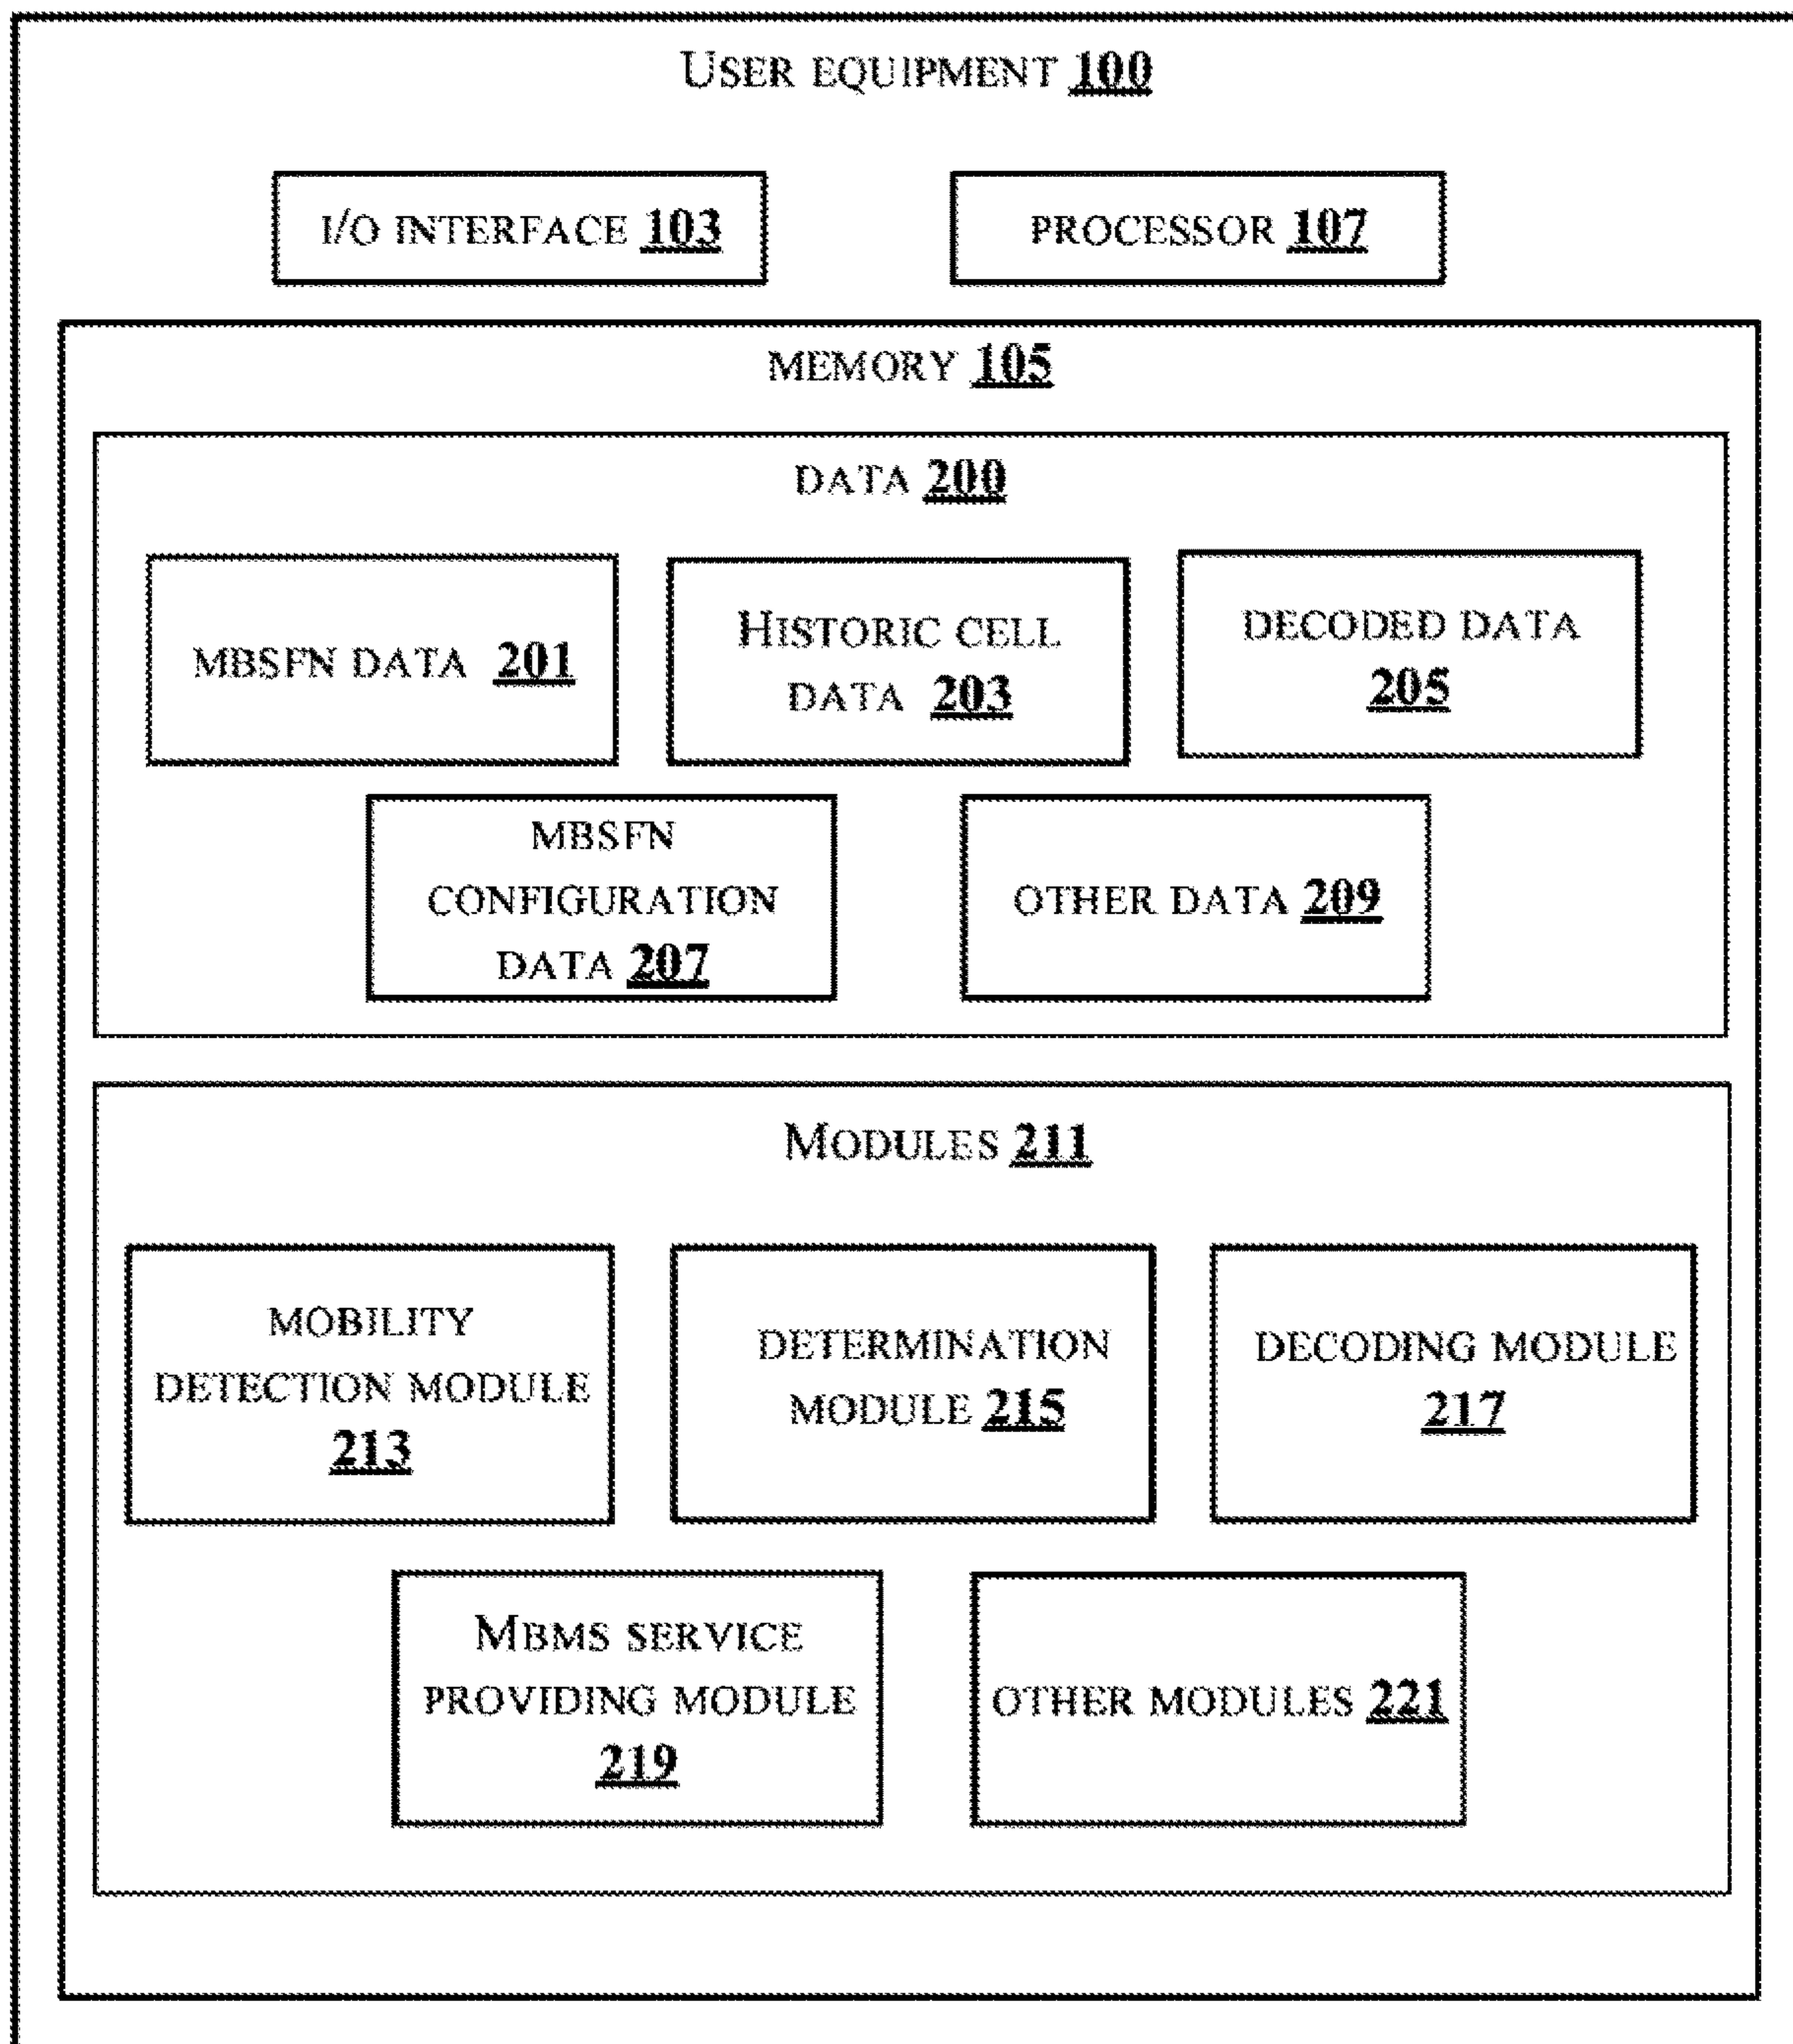 USER EQUIPMENT 100
I/O INTERFACE 103
PROCESSOR 107
MEMORY 105
DATA 200
MBSFN DATA 201
HISTORIC CELL
DATA 203
DECODED DATA
205
MBSFN
CONFIGURATION
DATA 207
OTHER DATA 209
MODULES 211
MOBILITY
DETECTION MODULE
213
DETERMINATION
MODULE 215
DECODING MODULE
217
MBMS SERVICE
PROVIDING MODULE
219
OTHER MODULES 221